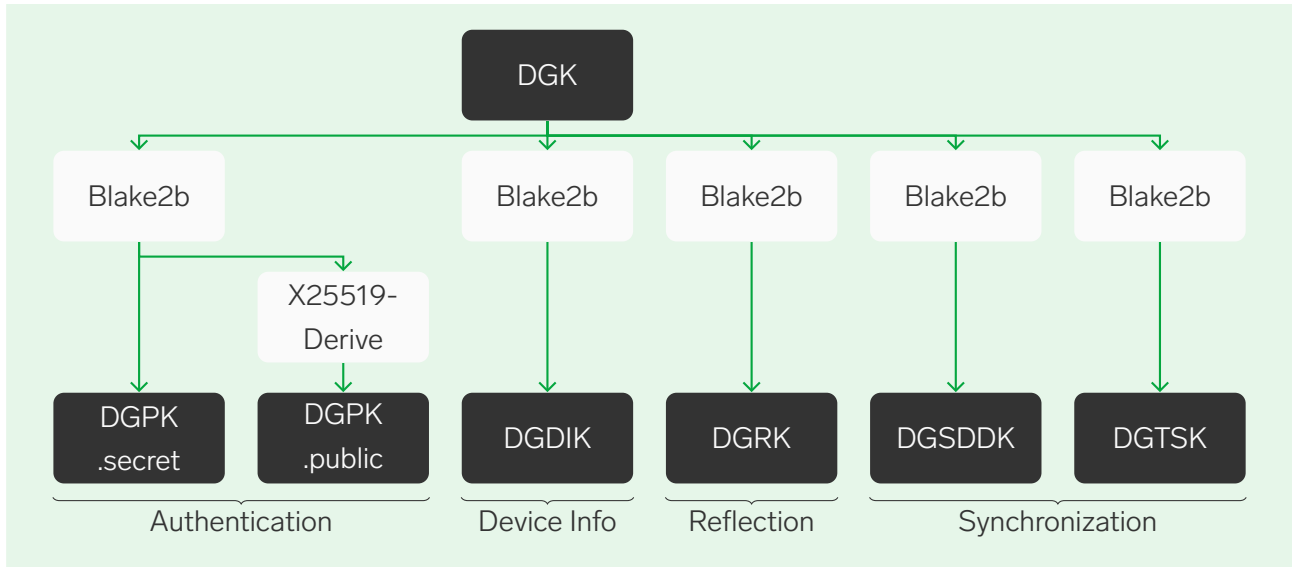 DGK
Blake2b
Blake2b
Blake2b
Blake2b
Blake2b
X25519-
Derive
DGPK
.secret
DGPK
.public
DGDIK
DGRK
DGSDDK
DGTSK
Authentication
Device Info
Reflection
Synchronization